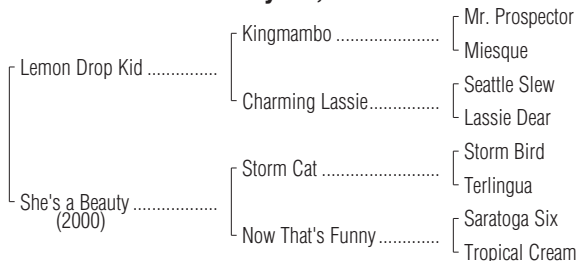 Mr. Prospector
Kingmambo ....................
Miesque
Lemon Drop Kid ..............
Seattle Slew
Charming Lassie..............
Lassie Dear
Storm Bird
Storm Cat .......................
Terlingua
She's a Beauty .................
(2000)
Saratoga Six
Now That's Funny............
Tropical Cream